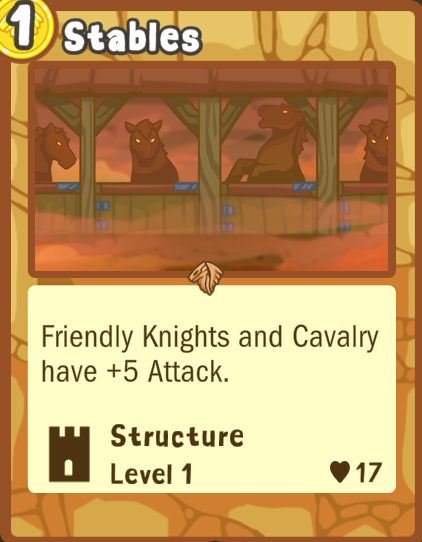 1
Stables
Friendly Knights and Cavalry
have +5 Attack.
Structure
Level 1
17